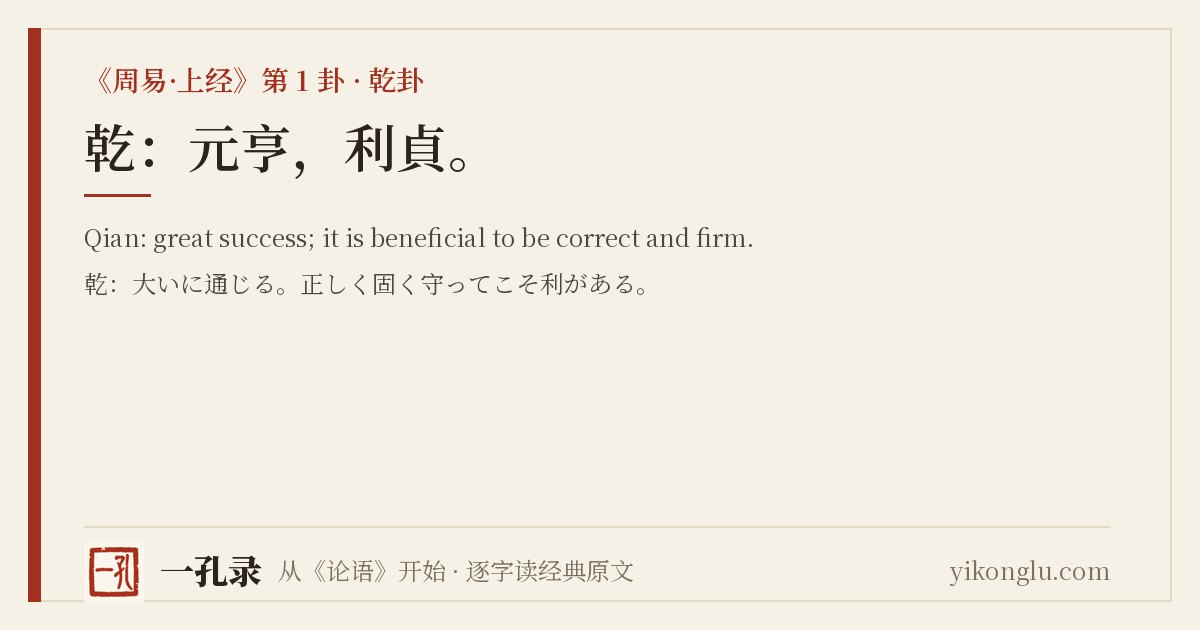 《周易·上经》第 1 卦 · 乾卦
乾：元亨，利貞。
Qian: great success; it is beneficial to be correct and firm.
乾：大いに通じる。正しく固く守ってこそ利がある。
一孔
一孔录 从《论语》开始 · 逐字读经典原文 yikonglu.com